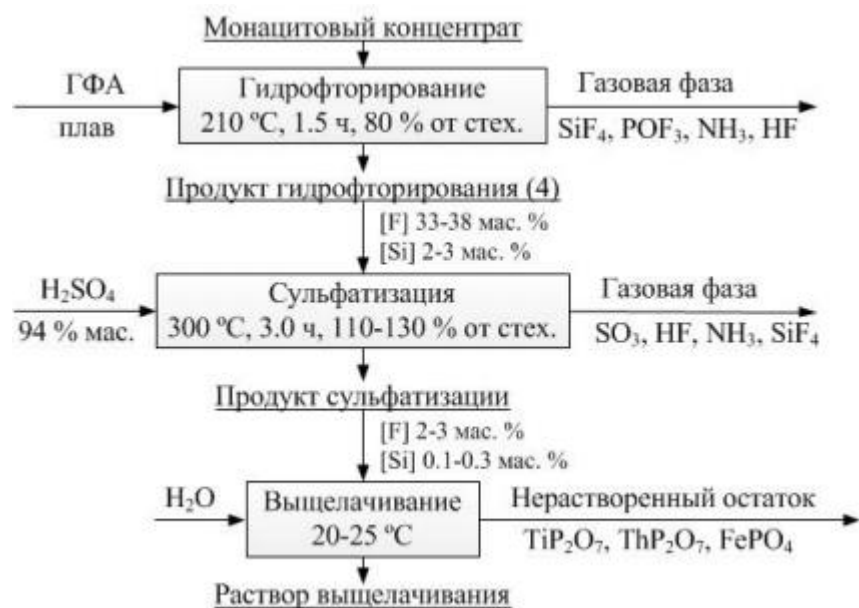 Монацитовый концентрат
ГФА
плав
Гидрофторирование
210 ºC, 1.5 ч, 80 % от стех.
Газовая фаза
SiF₄, POF₃, NH₃, HF
Продукт гидрофторирования (4)
[F] 33-38 мас. %
[Si] 2-3 мас. %
H₂SO₄
94 % мас.
Сульфатизация
300 ºC, 3.0 ч, 110-130 % от стех.
Газовая фаза
SO₃, HF, NH₃, SiF₄
Продукт сульфатизации
[F] 2-3 мас. %
[Si] 0.1-0.3 мас. %
H₂O
Выщелачивание
20-25 ºC
Нерастворенный остаток
TiP₂O₇, ThP₂O₇, FePO₄
Раствор выщелачивания